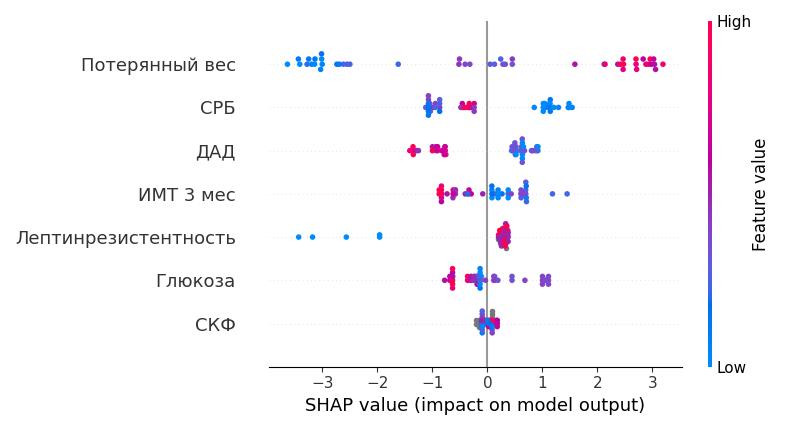 High
Потерянный вес
СРБ
ДАД
ИМТ 3 мес
Лептинрезистентность
Глюкоза
СКФ
Feature value
Low
−3 −2 −1 0 1 2 3
SHAP value (impact on model output)